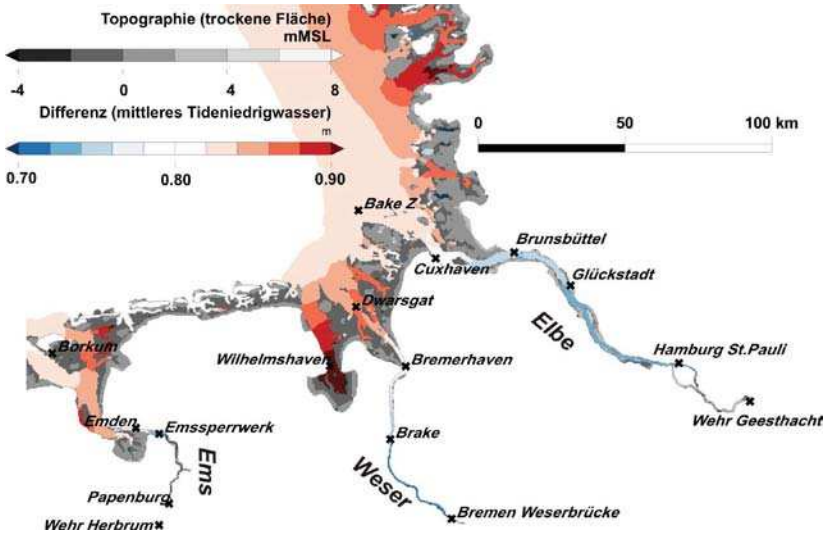 Topographie (trockene Fläche)
mMSL
-4 0 4 8
Differenz (mittleres Tideniedrigwasser)
m
0.70 0.80 0.90
0 50 100 km
Bake Z
Cuxhaven
Brunsbüttel
Glückstadt
Elbe
Dwarsgat
Borkum
Wilhelmshaven
Bremerhaven
Hamburg St.Pauli
Wehr Geesthacht
Emden
Emssperrwerk
Brake
Ems
Weser
Papenburg
Wehr Herbrum
Bremen Weserbrücke